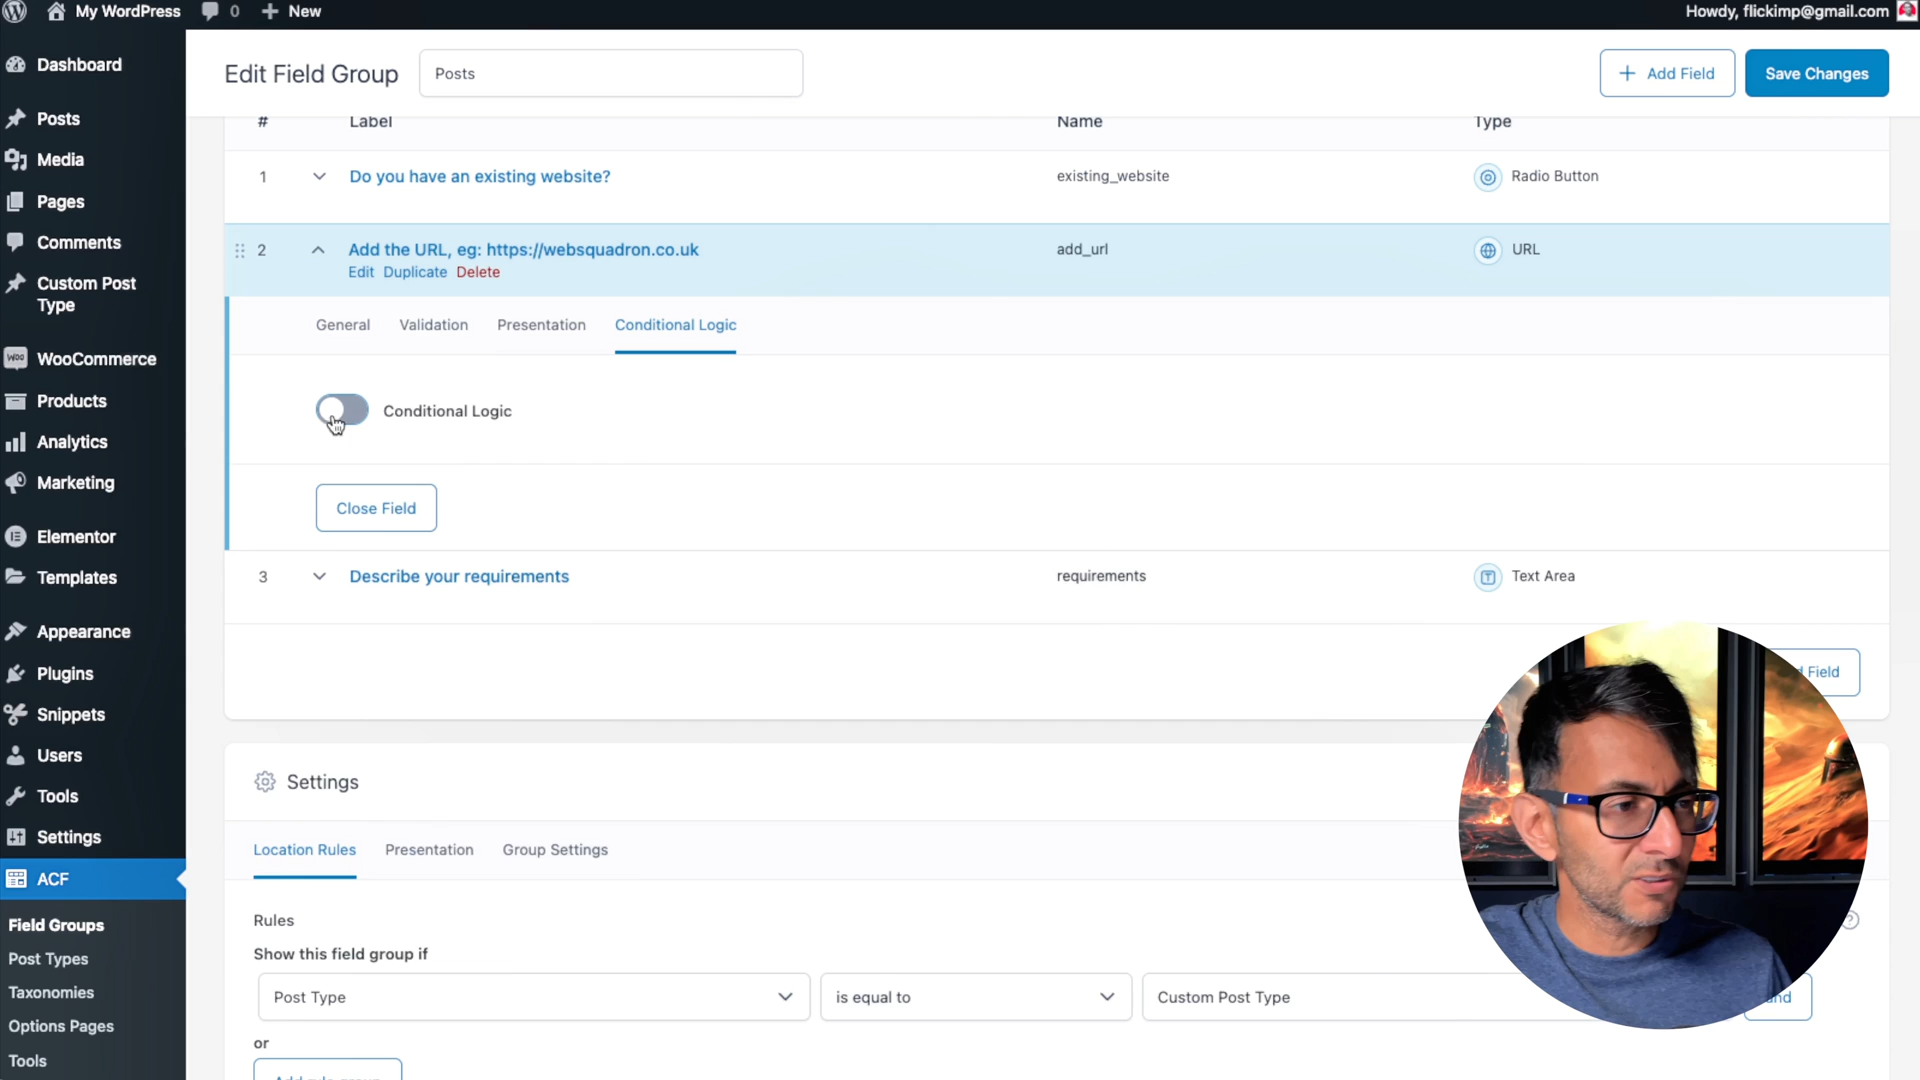 My WordPress
0
New
Howdy, flickimp@gmail.com
Dashboard
Posts
Media
Pages
Comments
Custom Post
Type
WooCommerce
Products
Analytics
Marketing
Elementor
Templates
Appearance
Plugins
Snippets
Users
Tools
Settings
ACF
Field Groups
Post Types
Taxonomies
Options Pages
Tools
Edit Field Group
Posts
+ Add Field
Save Changes
# Label Name Type
1 Do you have an existing website? existing_website Radio Button
2 Add the URL, eg: https://websquadron.co.uk add_url URL
Edit Duplicate Delete
General Validation Presentation Conditional Logic
Conditional Logic
Close Field
3 Describe your requirements requirements Text Area
Field
Settings
Location Rules Presentation Group Settings
Rules
Show this field group if
Post Type is equal to Custom Post Type
or